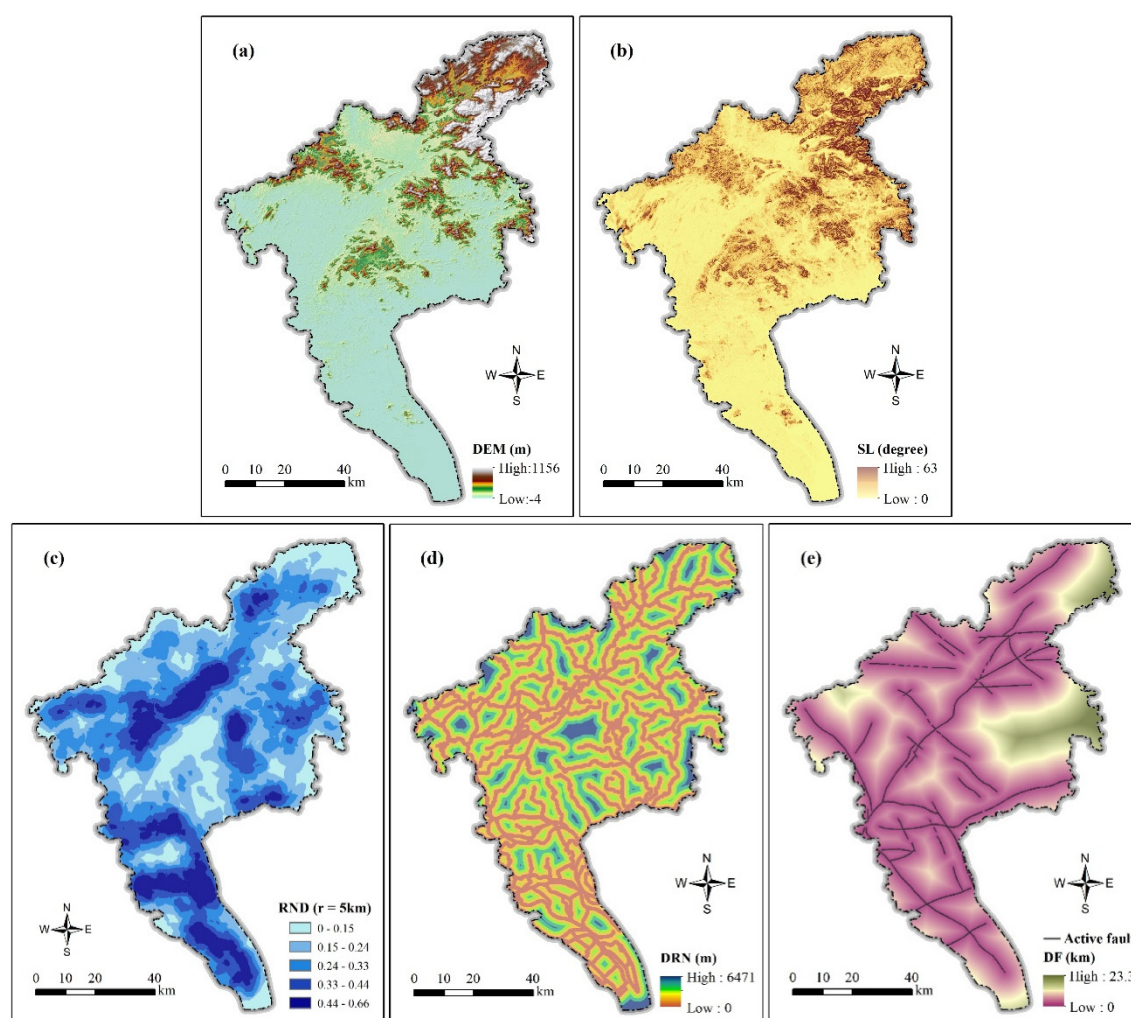 (a)
N
W E
S
DEM (m)
High:1156
Low:-4
0 10 20 40
km
(b)
N
W E
S
SL (degree)
High : 63
Low : 0
0 10 20 40
km
(c)
N
W E
S
RND (r = 5km)
0 - 0.15
0.15 - 0.24
0.24 - 0.33
0.33 - 0.44
0.44 - 0.66
0 10 20 40
km
(d)
N
W E
S
DRN (m)
High : 6471
Low : 0
0 10 20 40
km
(e)
N
W E
S
Active fault
DF (km)
High : 23.3
Low : 0
0 10 20 40
km